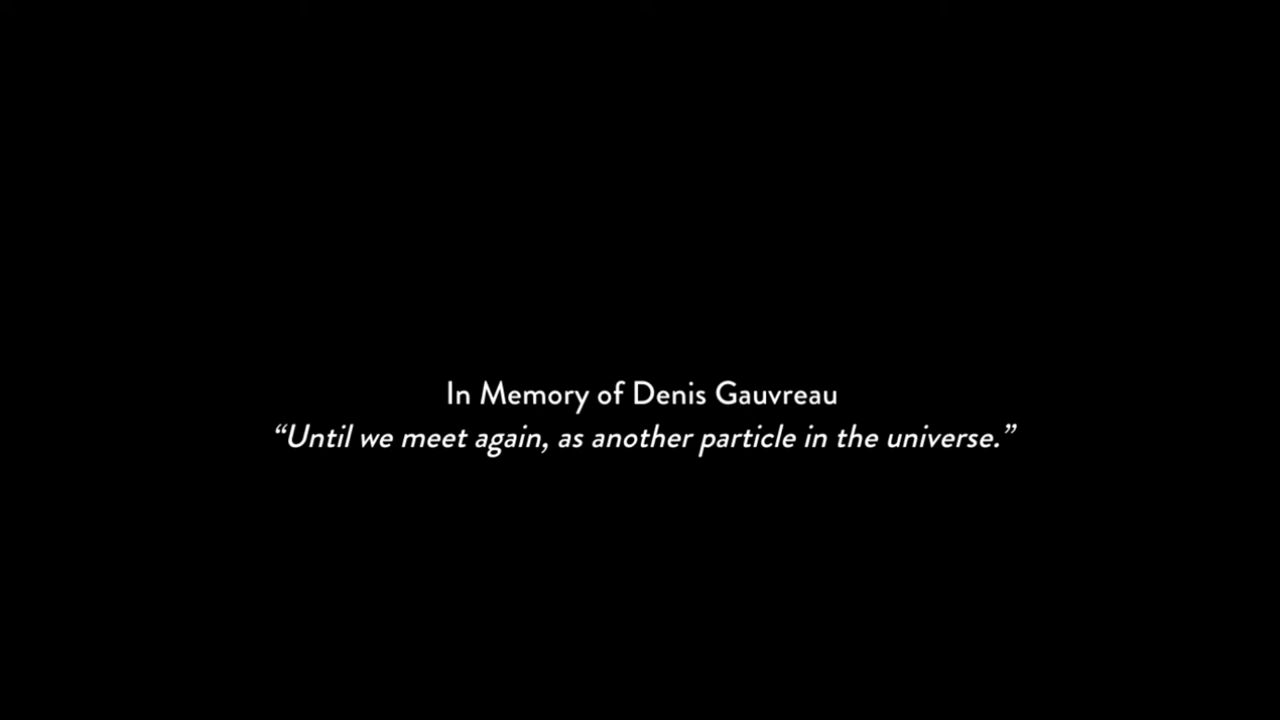 In Memory of Denis Gauvreau
“Until we meet again, as another particle in the universe.”